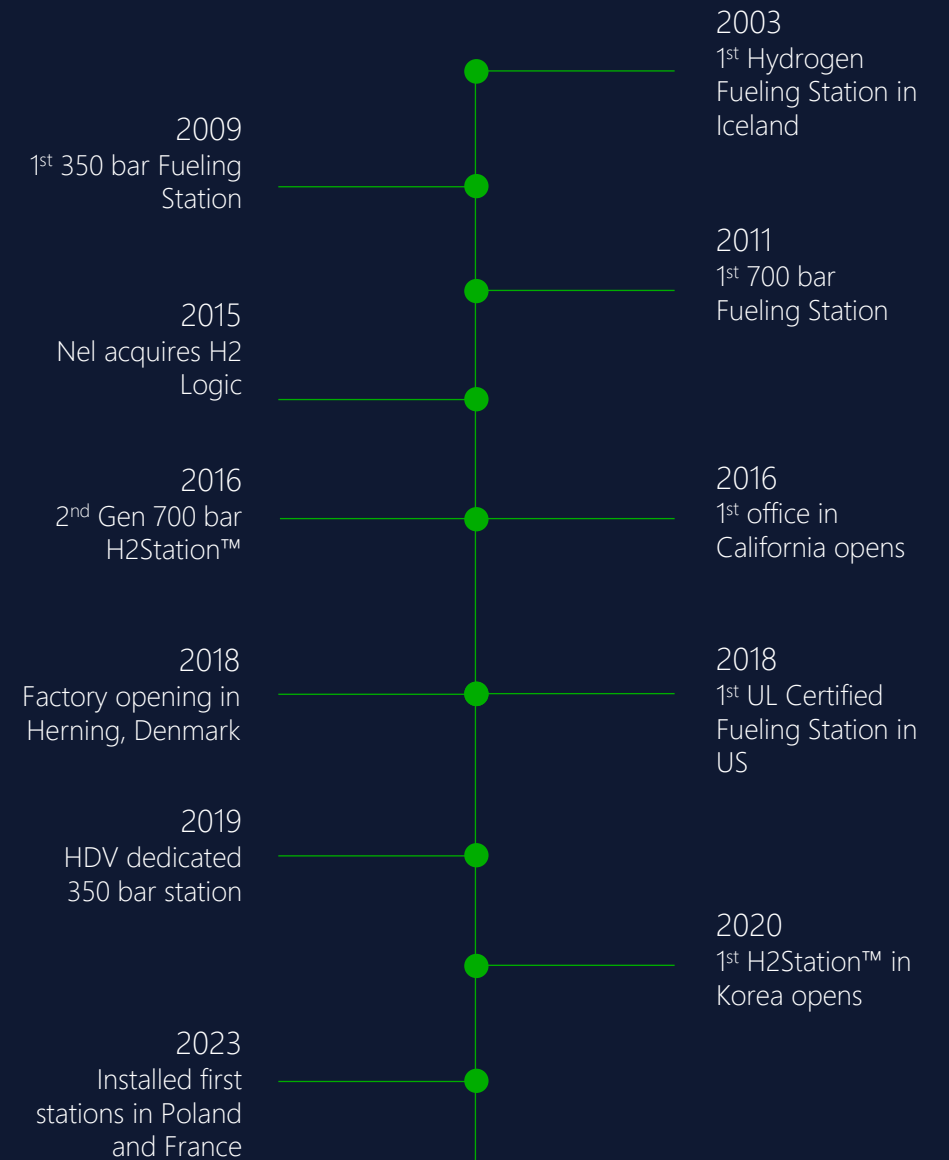 2003
1st Hydrogen
Fueling Station in
Iceland
2009
1st 350 bar Fueling
Station
2011
1st 700 bar
Fueling Station
2015
Nel acquires H2
Logic
2016
2nd Gen 700 bar
H2Station™
2016
1st office in
California opens
2018
Factory opening in
Herning, Denmark
2018
1st UL Certified
Fueling Station in
US
2019
HDV dedicated
350 bar station
2020
1st H2Station™ in
Korea opens
2023
Installed first
stations in Poland
and France